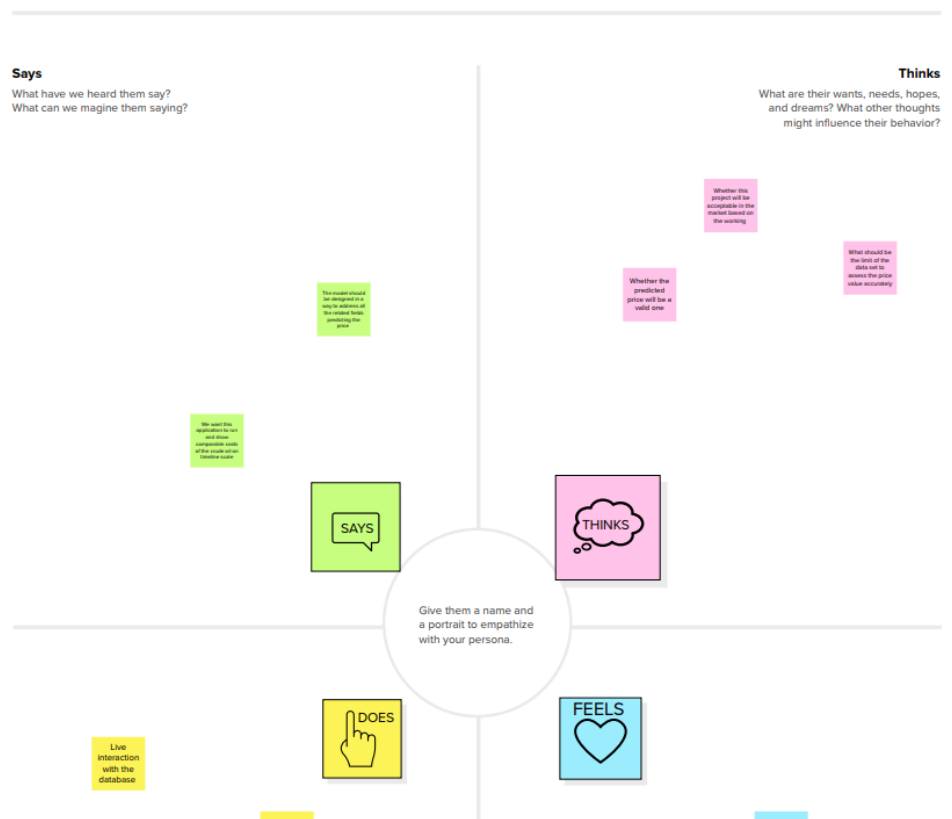 Says
What have we heard them say?
What can we magine them saying?
Thinks
What are their wants, needs, hopes,
and dreams? What other thoughts
might influence their behavior?
Whether this
project will be
acceptable in the
market based on
the working
What should be
the limit of the
data set to
assess the price
value accurately
Whether the
predicted
price will be a
valid one
The model should
be designed in a
way to address all
the related fields
predicting the
price
We want this
application to run
and show
comparable costs
of the crude oil on
timeline scale
SAYS
THINKS
Give them a name and
a portrait to empathize
with your persona.
DOES
FEELS
Live
interaction
with the
database